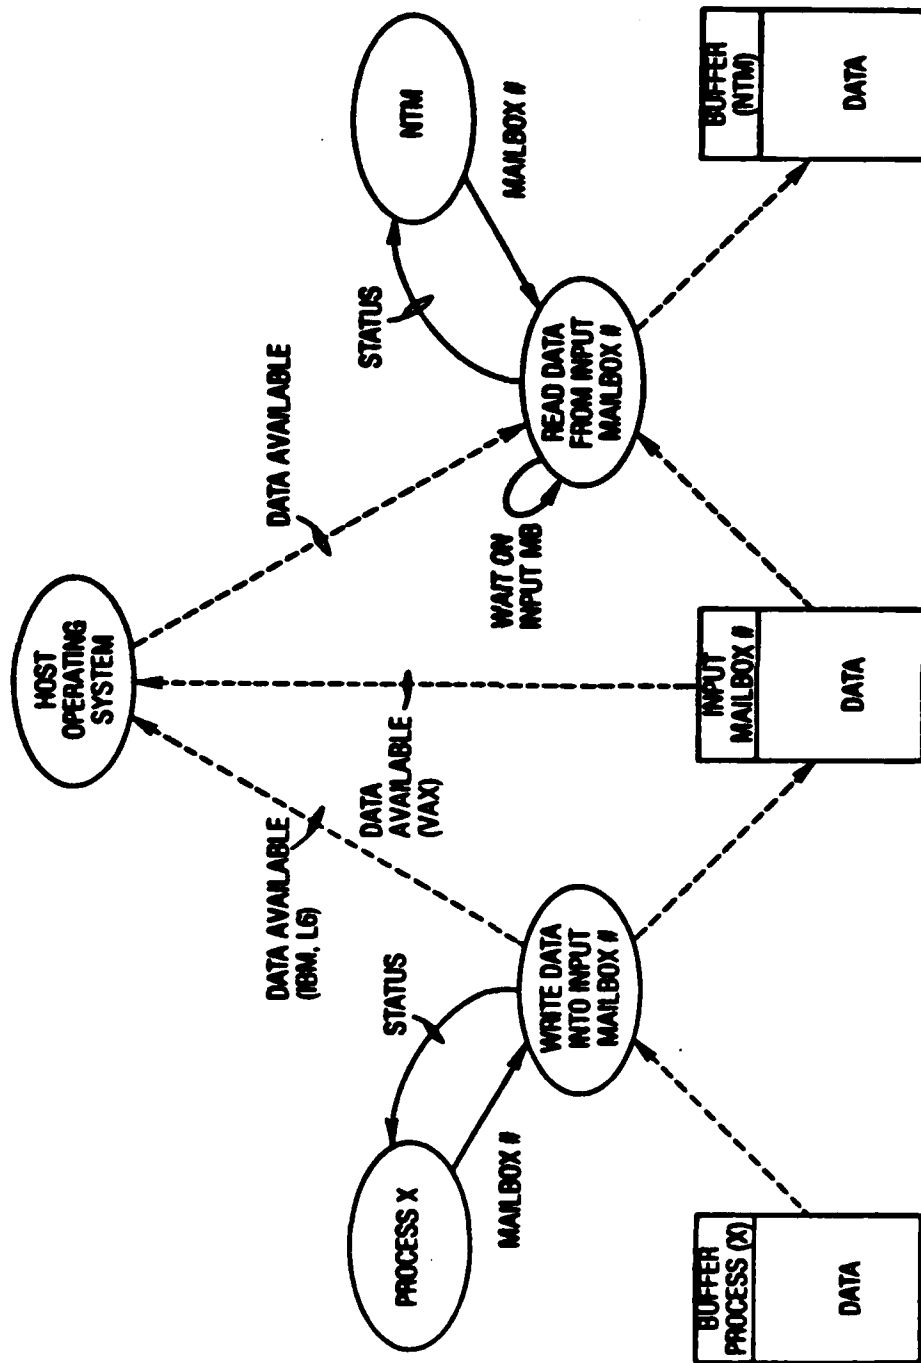 HOST
OPERATING
SYSTEM
DATA AVAILABLE
(IBM, L6)
DATA
AVAILABLE
(VAX)
DATA AVAILABLE
STATUS
STATUS
PROCESS X
NTM
MAILBOX #
MAILBOX #
WRITE DATA
INTO INPUT
MAILBOX #
WAIT ON
INPUT MB
READ DATA
FROM INPUT
MAILBOX #
BUFFER
PROCESS (X)
DATA
INPUT
MAILBOX #
DATA
BUFFER
(NTM)
DATA